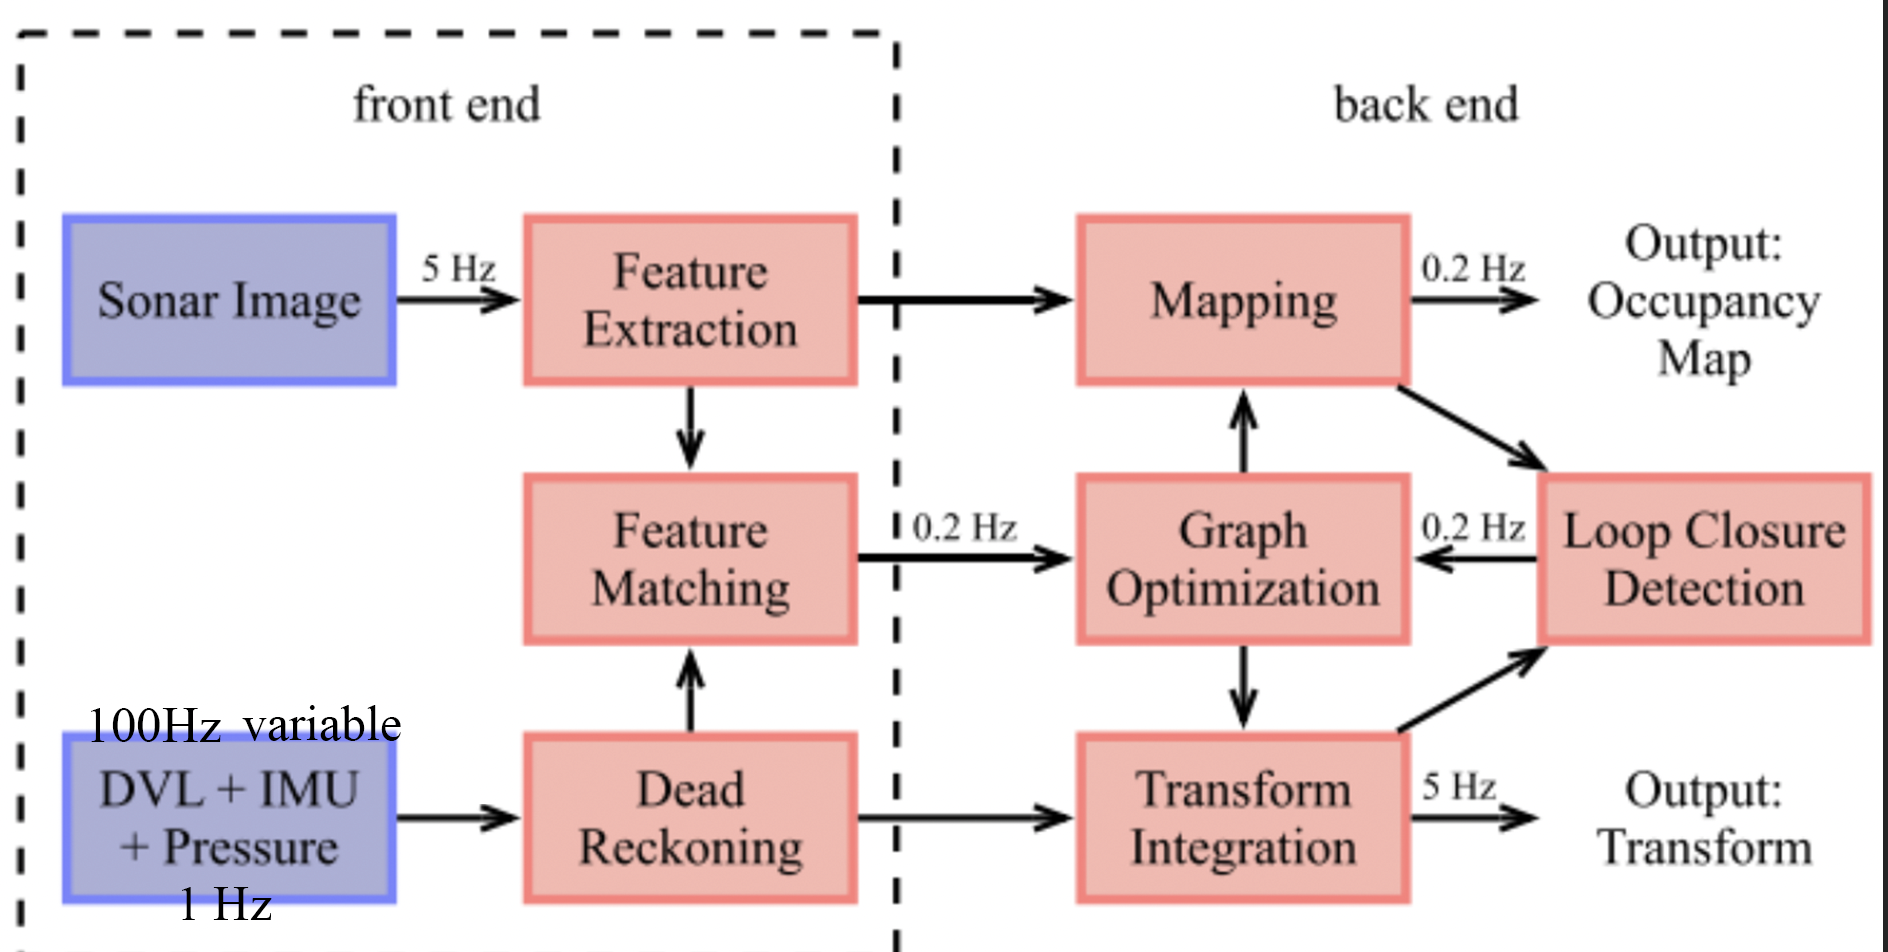 front end
back end
Sonar Image
5 Hz
Feature
Extraction
Mapping
0.2 Hz
Output:
Occupancy
Map
Feature
Matching
0.2 Hz
Graph
Optimization
0.2 Hz
Loop Closure
Detection
100Hz variable
DVL + IMU
+ Pressure
1 Hz
Dead
Reckoning
Transform
Integration
5 Hz
Output:
Transform